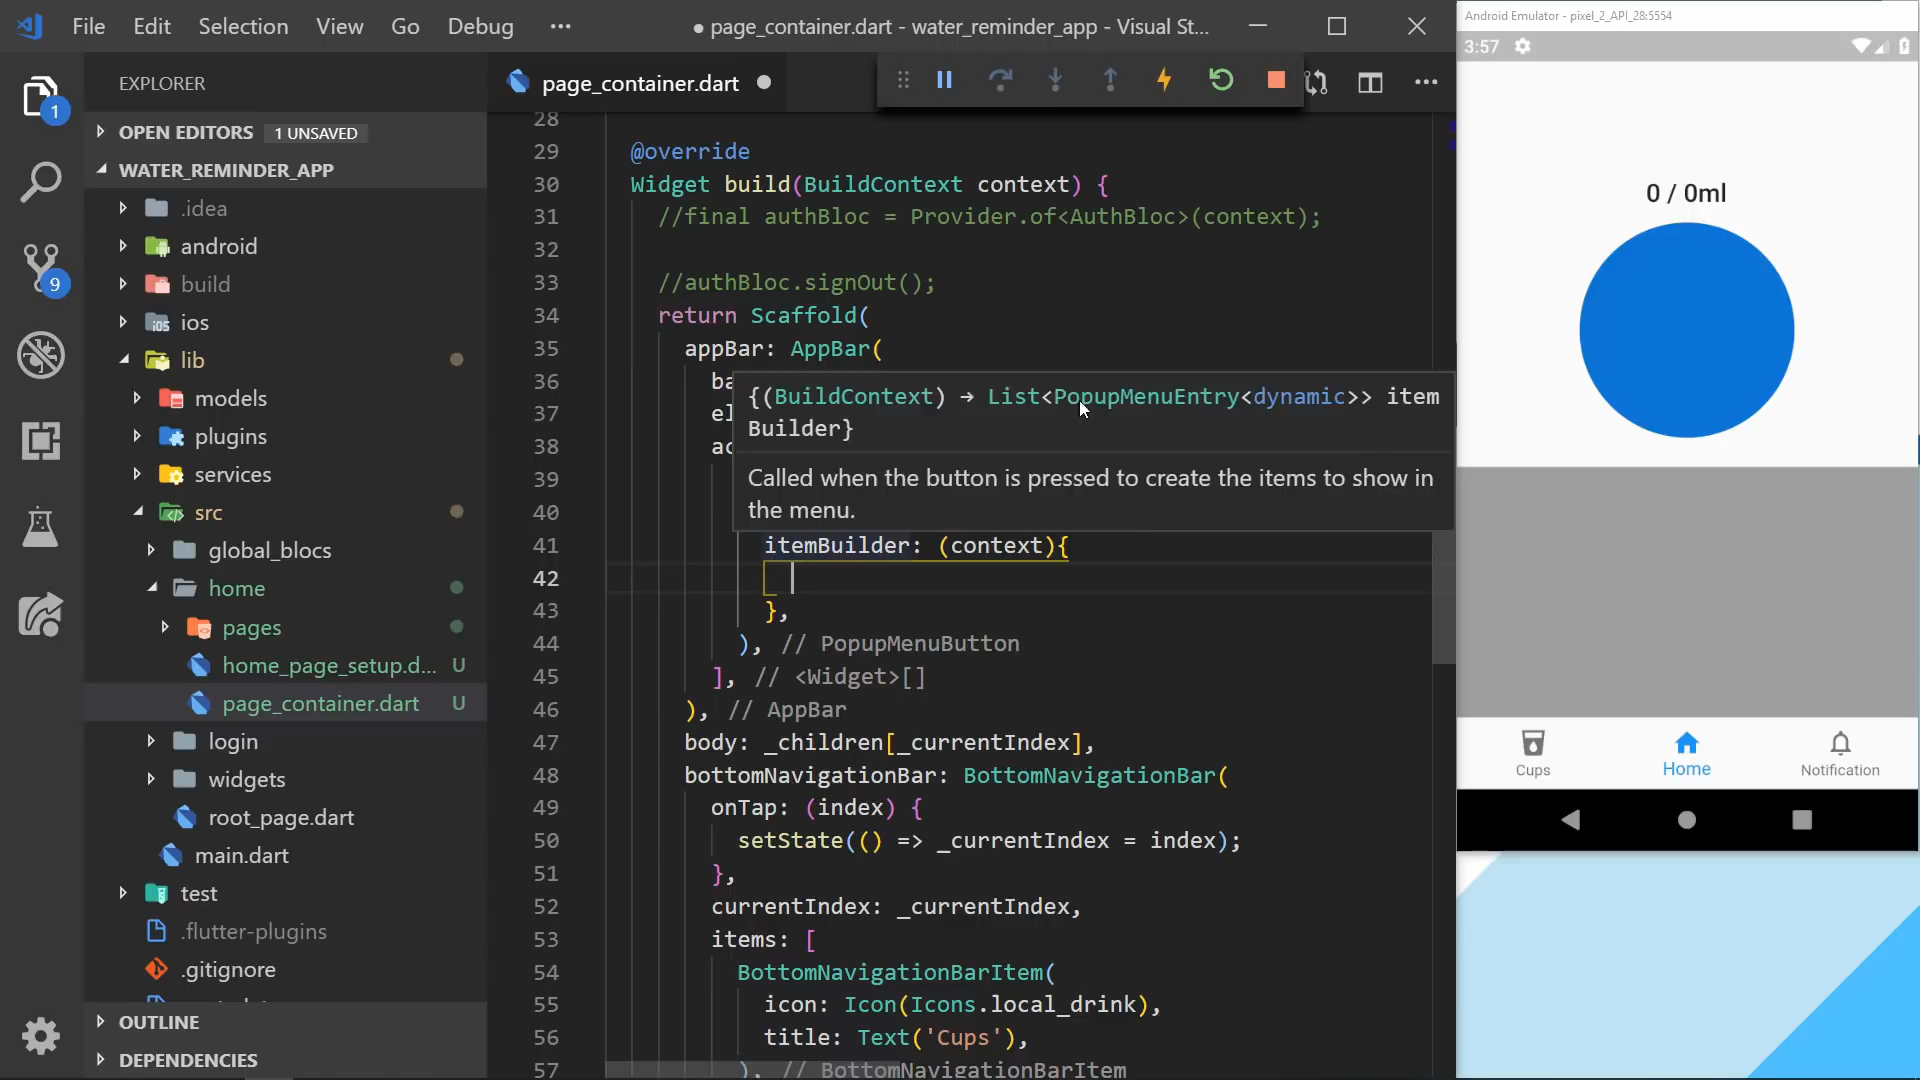 File Edit Selection View Go Debug ··· ● page_container.dart - water_reminder_app - Visual St...
Android Emulator - pixel_2_API_28:5554
3:57
EXPLORER
page_container.dart
OPEN EDITORS 1 UNSAVED
WATER_REMINDER_APP
.idea
android
build
ios
lib
models
plugins
services
src
global_blocs
home
pages
home_page_setup.d... U
page_container.dart U
login
widgets
root_page.dart
main.dart
test
.flutter-plugins
.gitignore
OUTLINE
DEPENDENCIES
1
9
28
29 @override
30 Widget build(BuildContext context) {
31 //final authBloc = Provider.of<AuthBloc>(context);
32
33 //authBloc.signOut();
34 return Scaffold(
35 appBar: AppBar(
36 ba
37 el
38 ac
39
40
{(BuildContext) → List<PopupMenuEntry<dynamic>> item
Builder}
Called when the button is pressed to create the items to show in
the menu.
41 itemBuilder: (context){
42
43 },
44 ), // PopupMenuButton
45 ], // <Widget>[]
46 ), // AppBar
47 body: _children[_currentIndex],
48 bottomNavigationBar: BottomNavigationBar(
49 onTap: (index) {
50 setState(() => _currentIndex = index);
51 },
52 currentIndex: _currentIndex,
53 items: [
54 BottomNavigationBarItem(
55 icon: Icon(Icons.local_drink),
56 title: Text('Cups'),
57 ), // BottomNavigationBarItem
0 / 0ml
Cups
Home
Notification